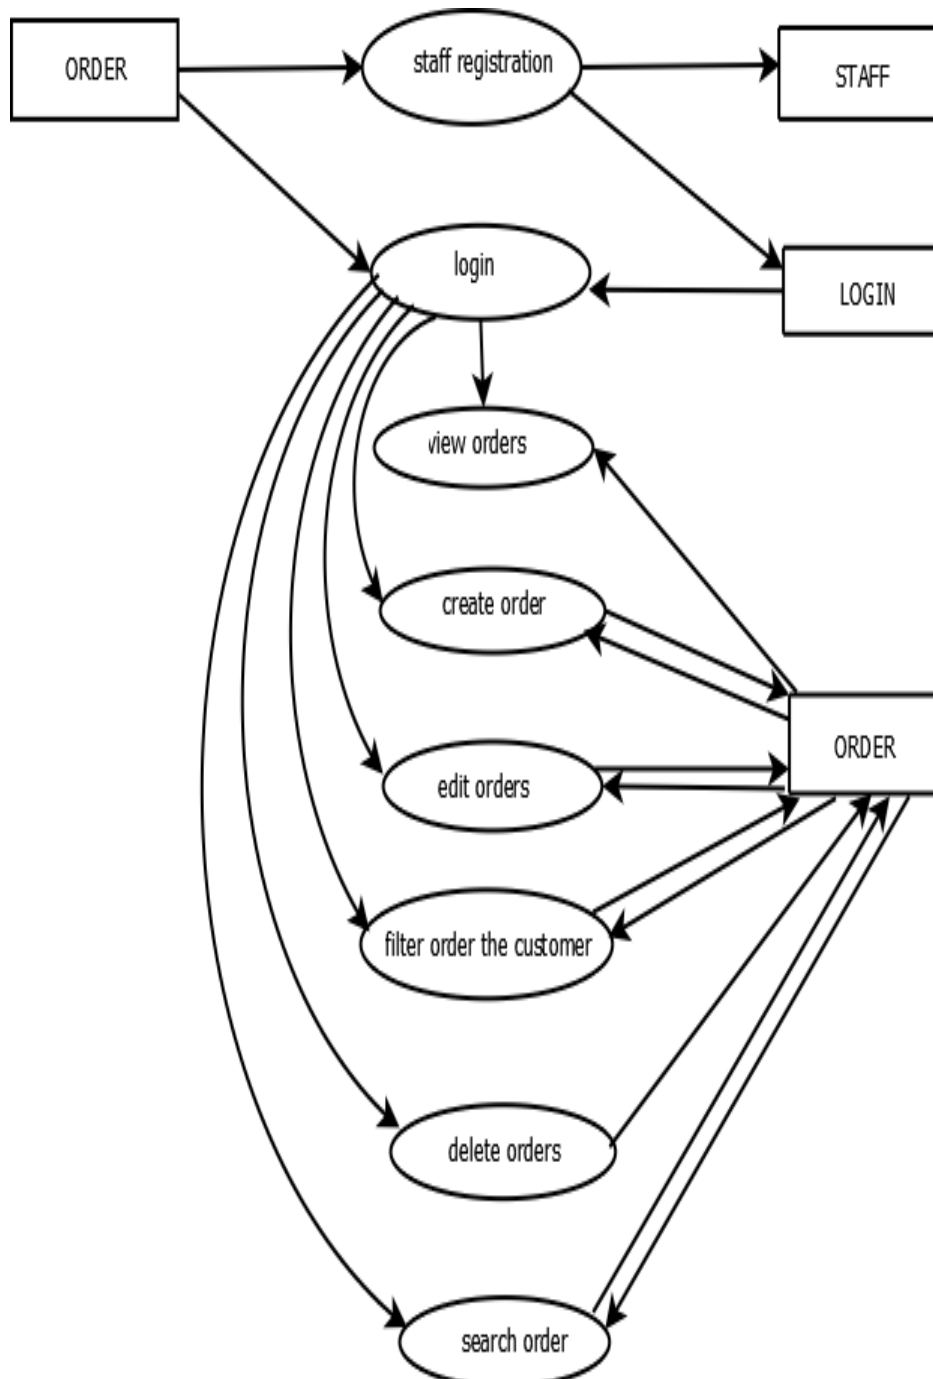 ORDER
staff registration
STAFF
login
LOGIN
view orders
create order
ORDER
edit orders
filter order the customer
delete orders
search order